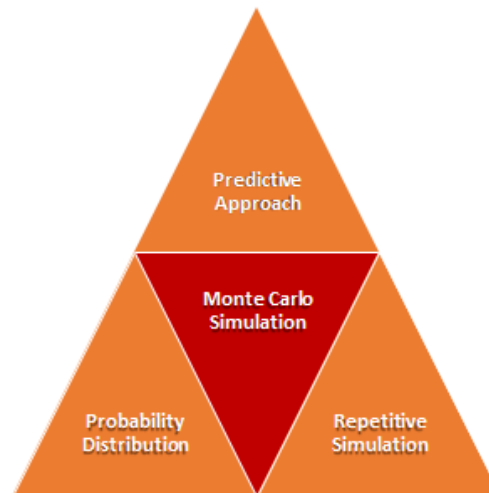 Predictive
Approach
Monte Carlo
Simulation
Probability
Distribution
Repetitive
Simulation